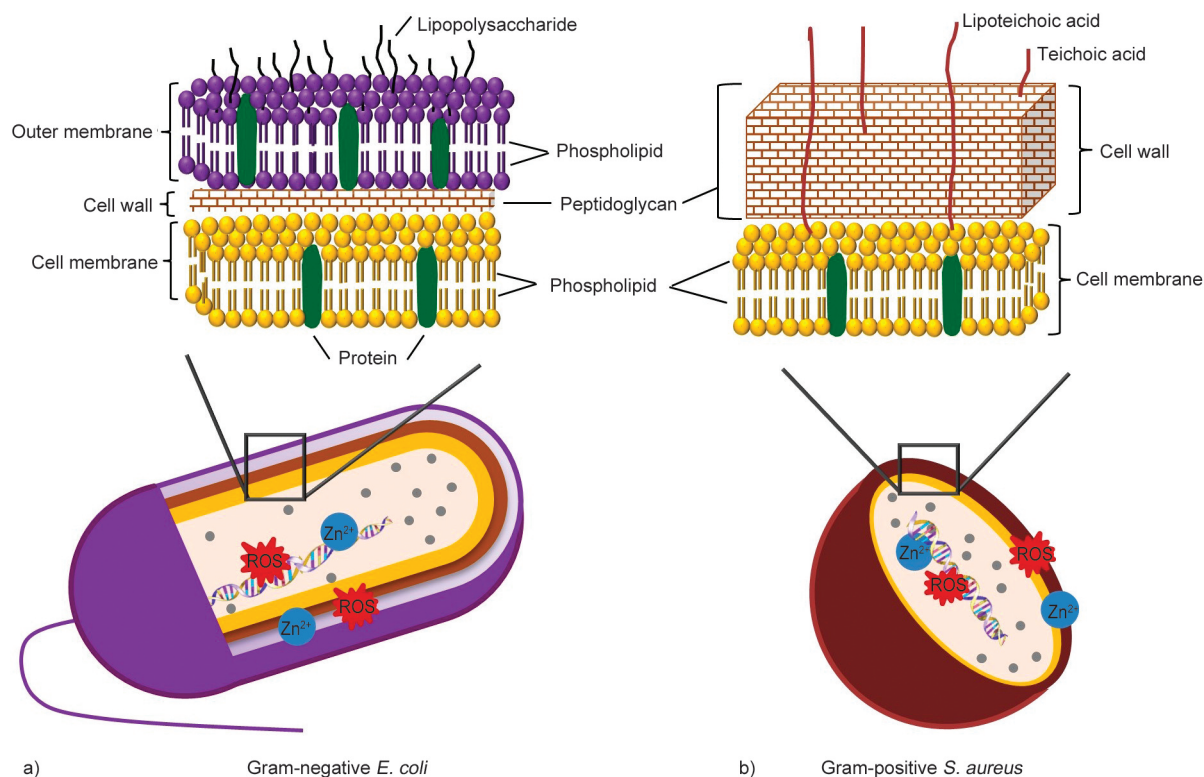 Lipopolysaccharide
Outer membrane
Phospholipid
Cell wall
Peptidoglycan
Cell membrane
Phospholipid
Protein
Lipoteichoic acid
Teichoic acid
Cell wall
Cell membrane
Zn2+
ROS
ROS
Zn2+
Zn2+
ROS
ROS
Zn2+
a) Gram-negative E. coli
b) Gram-positive S. aureus